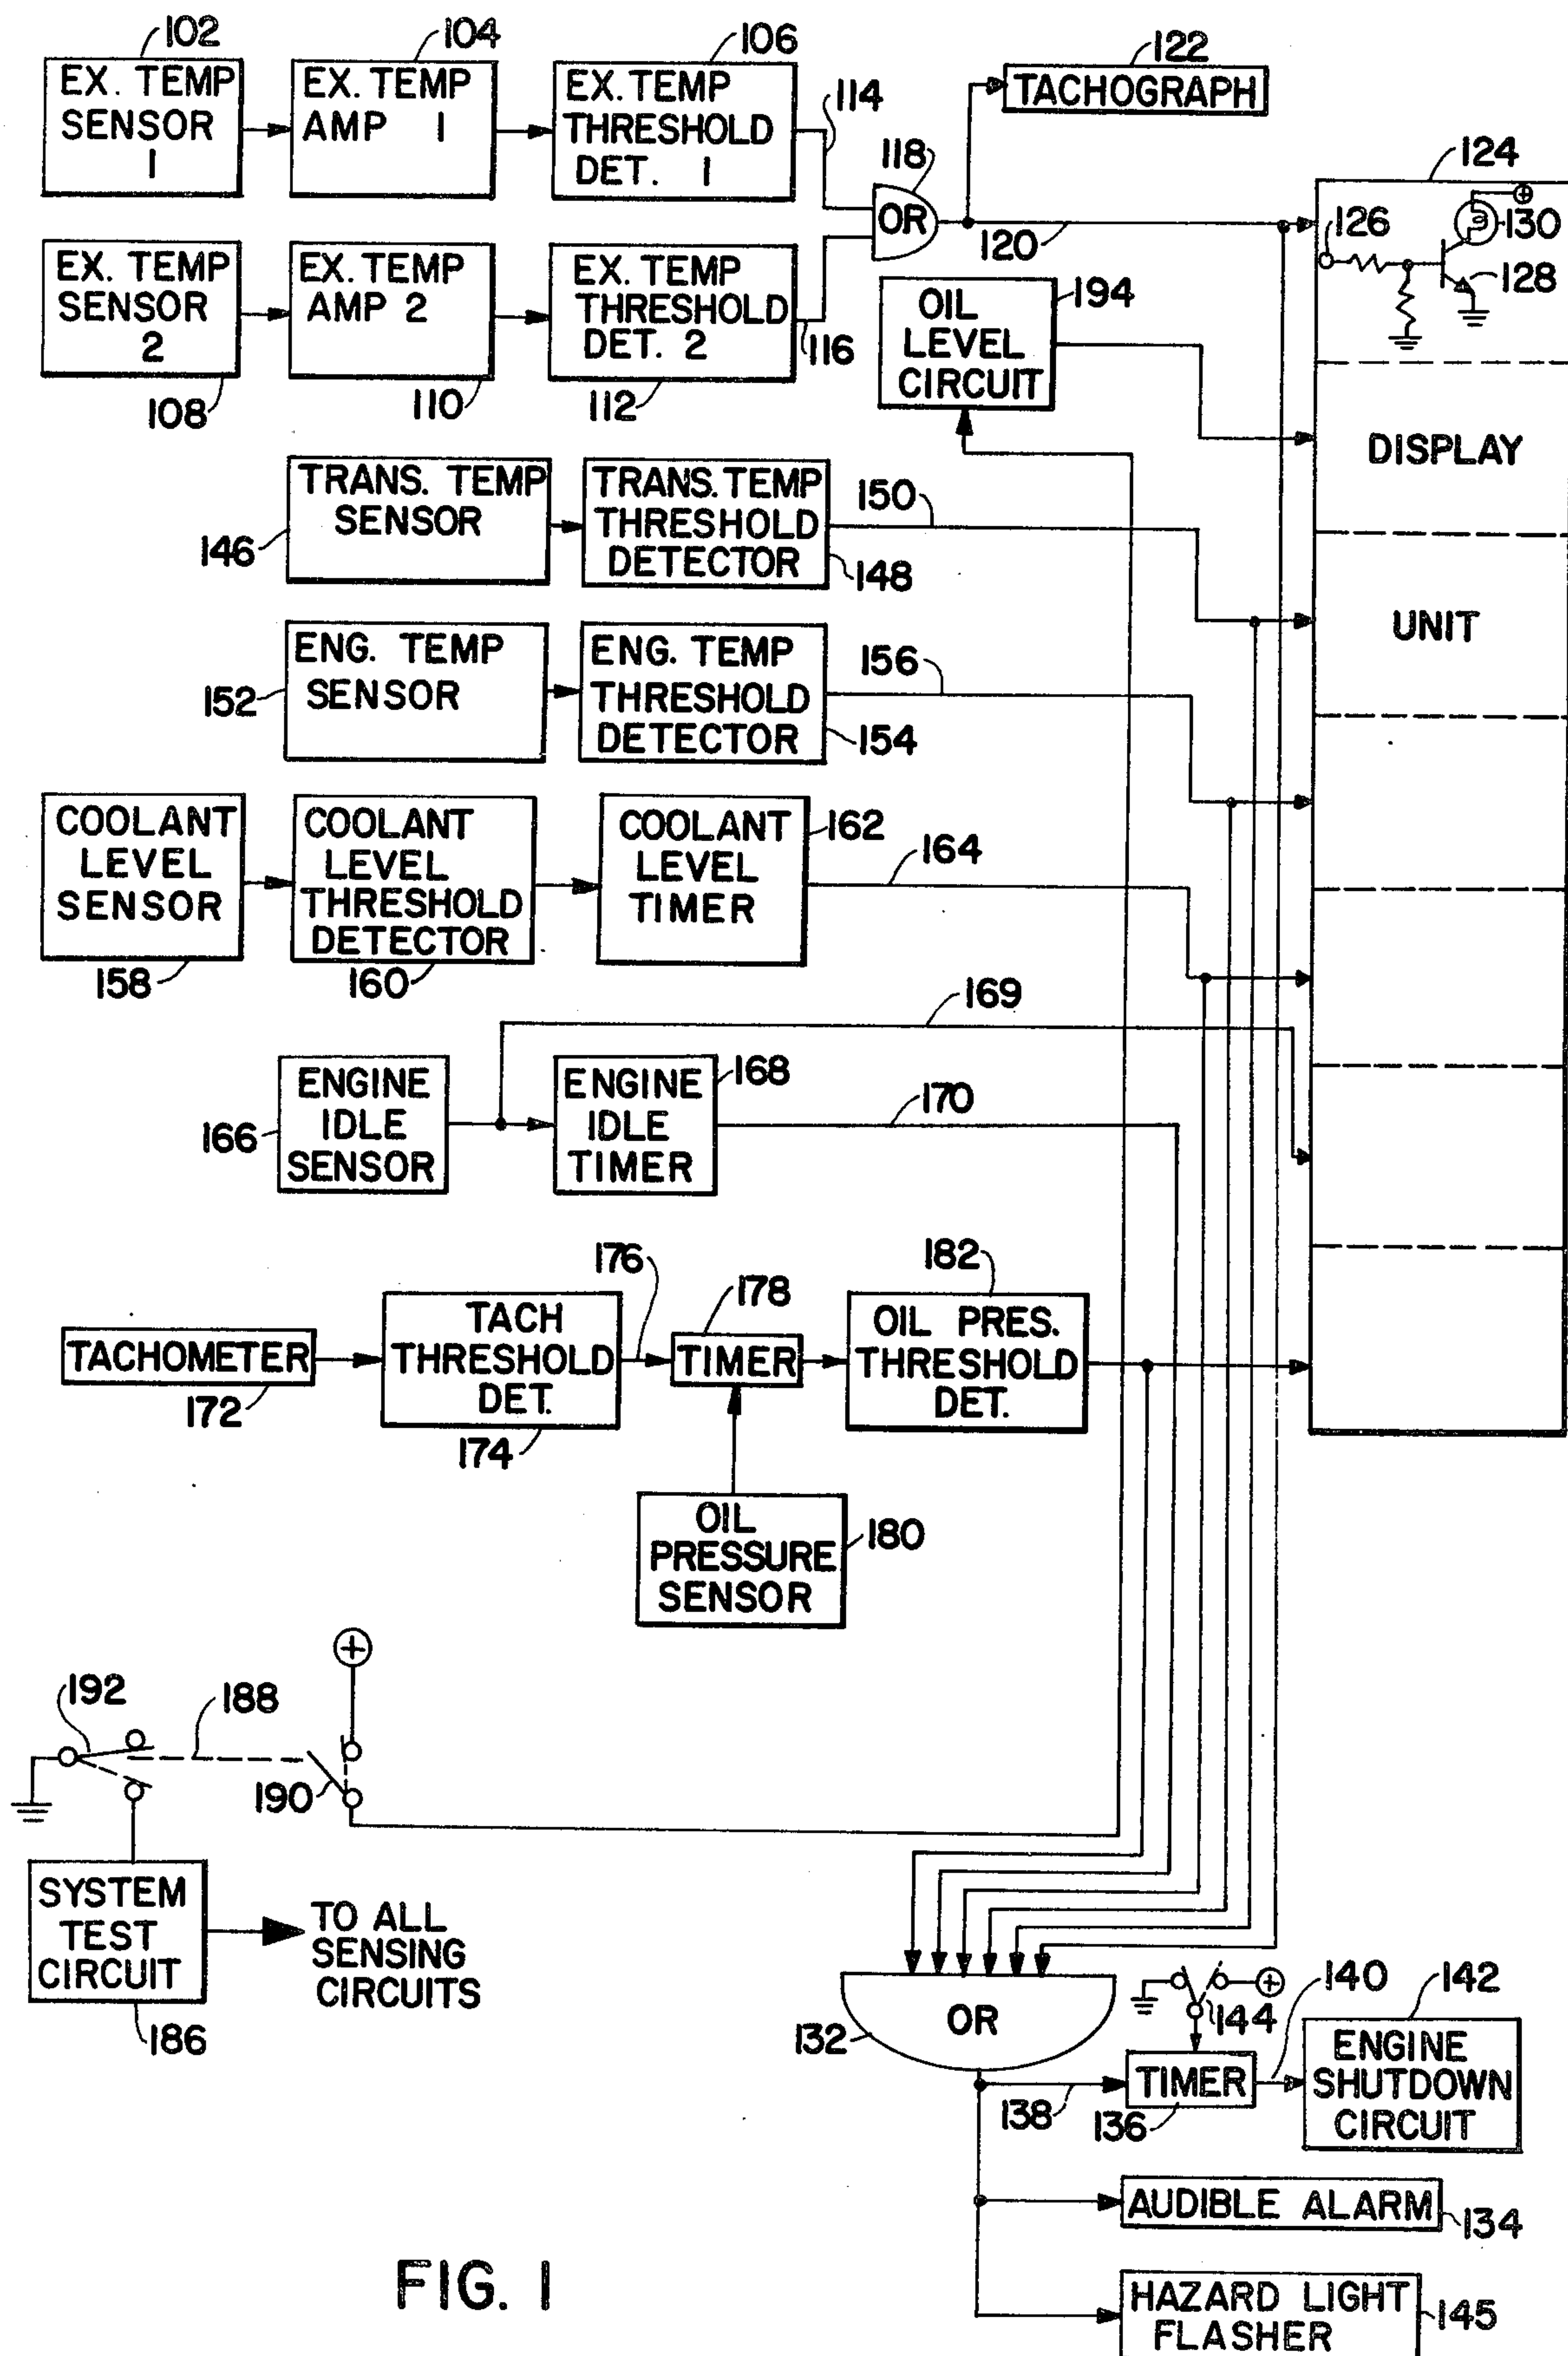 102
104
106
122
EX. TEMP
SENSOR
1
EX. TEMP
AMP 1
EX. TEMP
THRESHOLD
DET. 1
114
TACHOGRAPH
118
124
OR
120
126
130
128
EX. TEMP
SENSOR
2
EX. TEMP
AMP 2
EX. TEMP
THRESHOLD
DET. 2
116
108
110
112
OIL
LEVEL
CIRCUIT
194
DISPLAY
UNIT
TRANS. TEMP
SENSOR
146
TRANS. TEMP
THRESHOLD
DETECTOR
148
150
ENG. TEMP
SENSOR
152
ENG. TEMP
THRESHOLD
DETECTOR
154
156
COOLANT
LEVEL
SENSOR
158
COOLANT
LEVEL
THRESHOLD
DETECTOR
160
COOLANT
LEVEL
TIMER
162
164
169
ENGINE
IDLE
SENSOR
166
ENGINE
IDLE
TIMER
168
170
TACHOMETER
172
TACH
THRESHOLD
DET.
174
176
TIMER
178
OIL PRES.
THRESHOLD
DET.
182
OIL
PRESSURE
SENSOR
180
+
192
188
190
SYSTEM
TEST
CIRCUIT
186
TO ALL
SENSING
CIRCUITS
OR
132
144
140
142
138
TIMER
136
ENGINE
SHUTDOWN
CIRCUIT
AUDIBLE ALARM
134
HAZARD LIGHT
FLASHER
145
FIG. 1